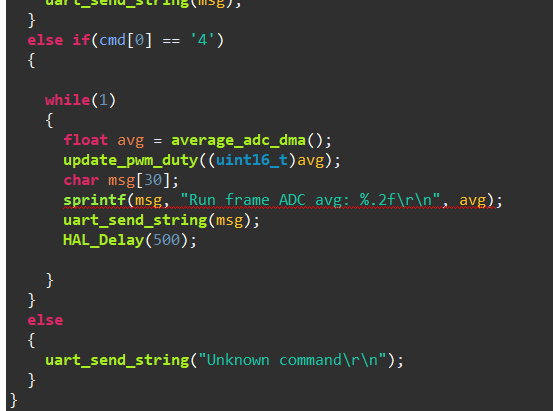 uart_send_string(msg);
}
else if(cmd[0] == '4')
{
while(1)
{
float avg = average_adc_dma();
update_pwm_duty((uint16_t)avg);
char msg[30];
sprintf(msg, "Run frame ADC avg: %.2f\r\n", avg);
uart_send_string(msg);
HAL_Delay(500);
}
}
else
{
uart_send_string("Unknown command\r\n");
}
}